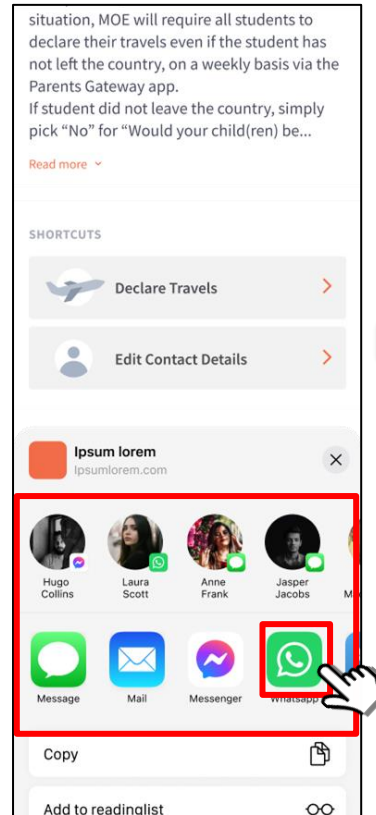 situation, MOE will require all students to
declare their travels even if the student has
not left the country, on a weekly basis via the
Parents Gateway app.
If student did not leave the country, simply
pick “No” for “Would your child(ren) be...
Read more
SHORTCUTS
Declare Travels
Edit Contact Details
Ipsum lorem
Ipsumlorem.com
Hugo Collins
Laura Scott
Anne Frank
Jasper Jacobs
Message
Mail
Messenger
Whatsapp
Copy
Add to readinglist